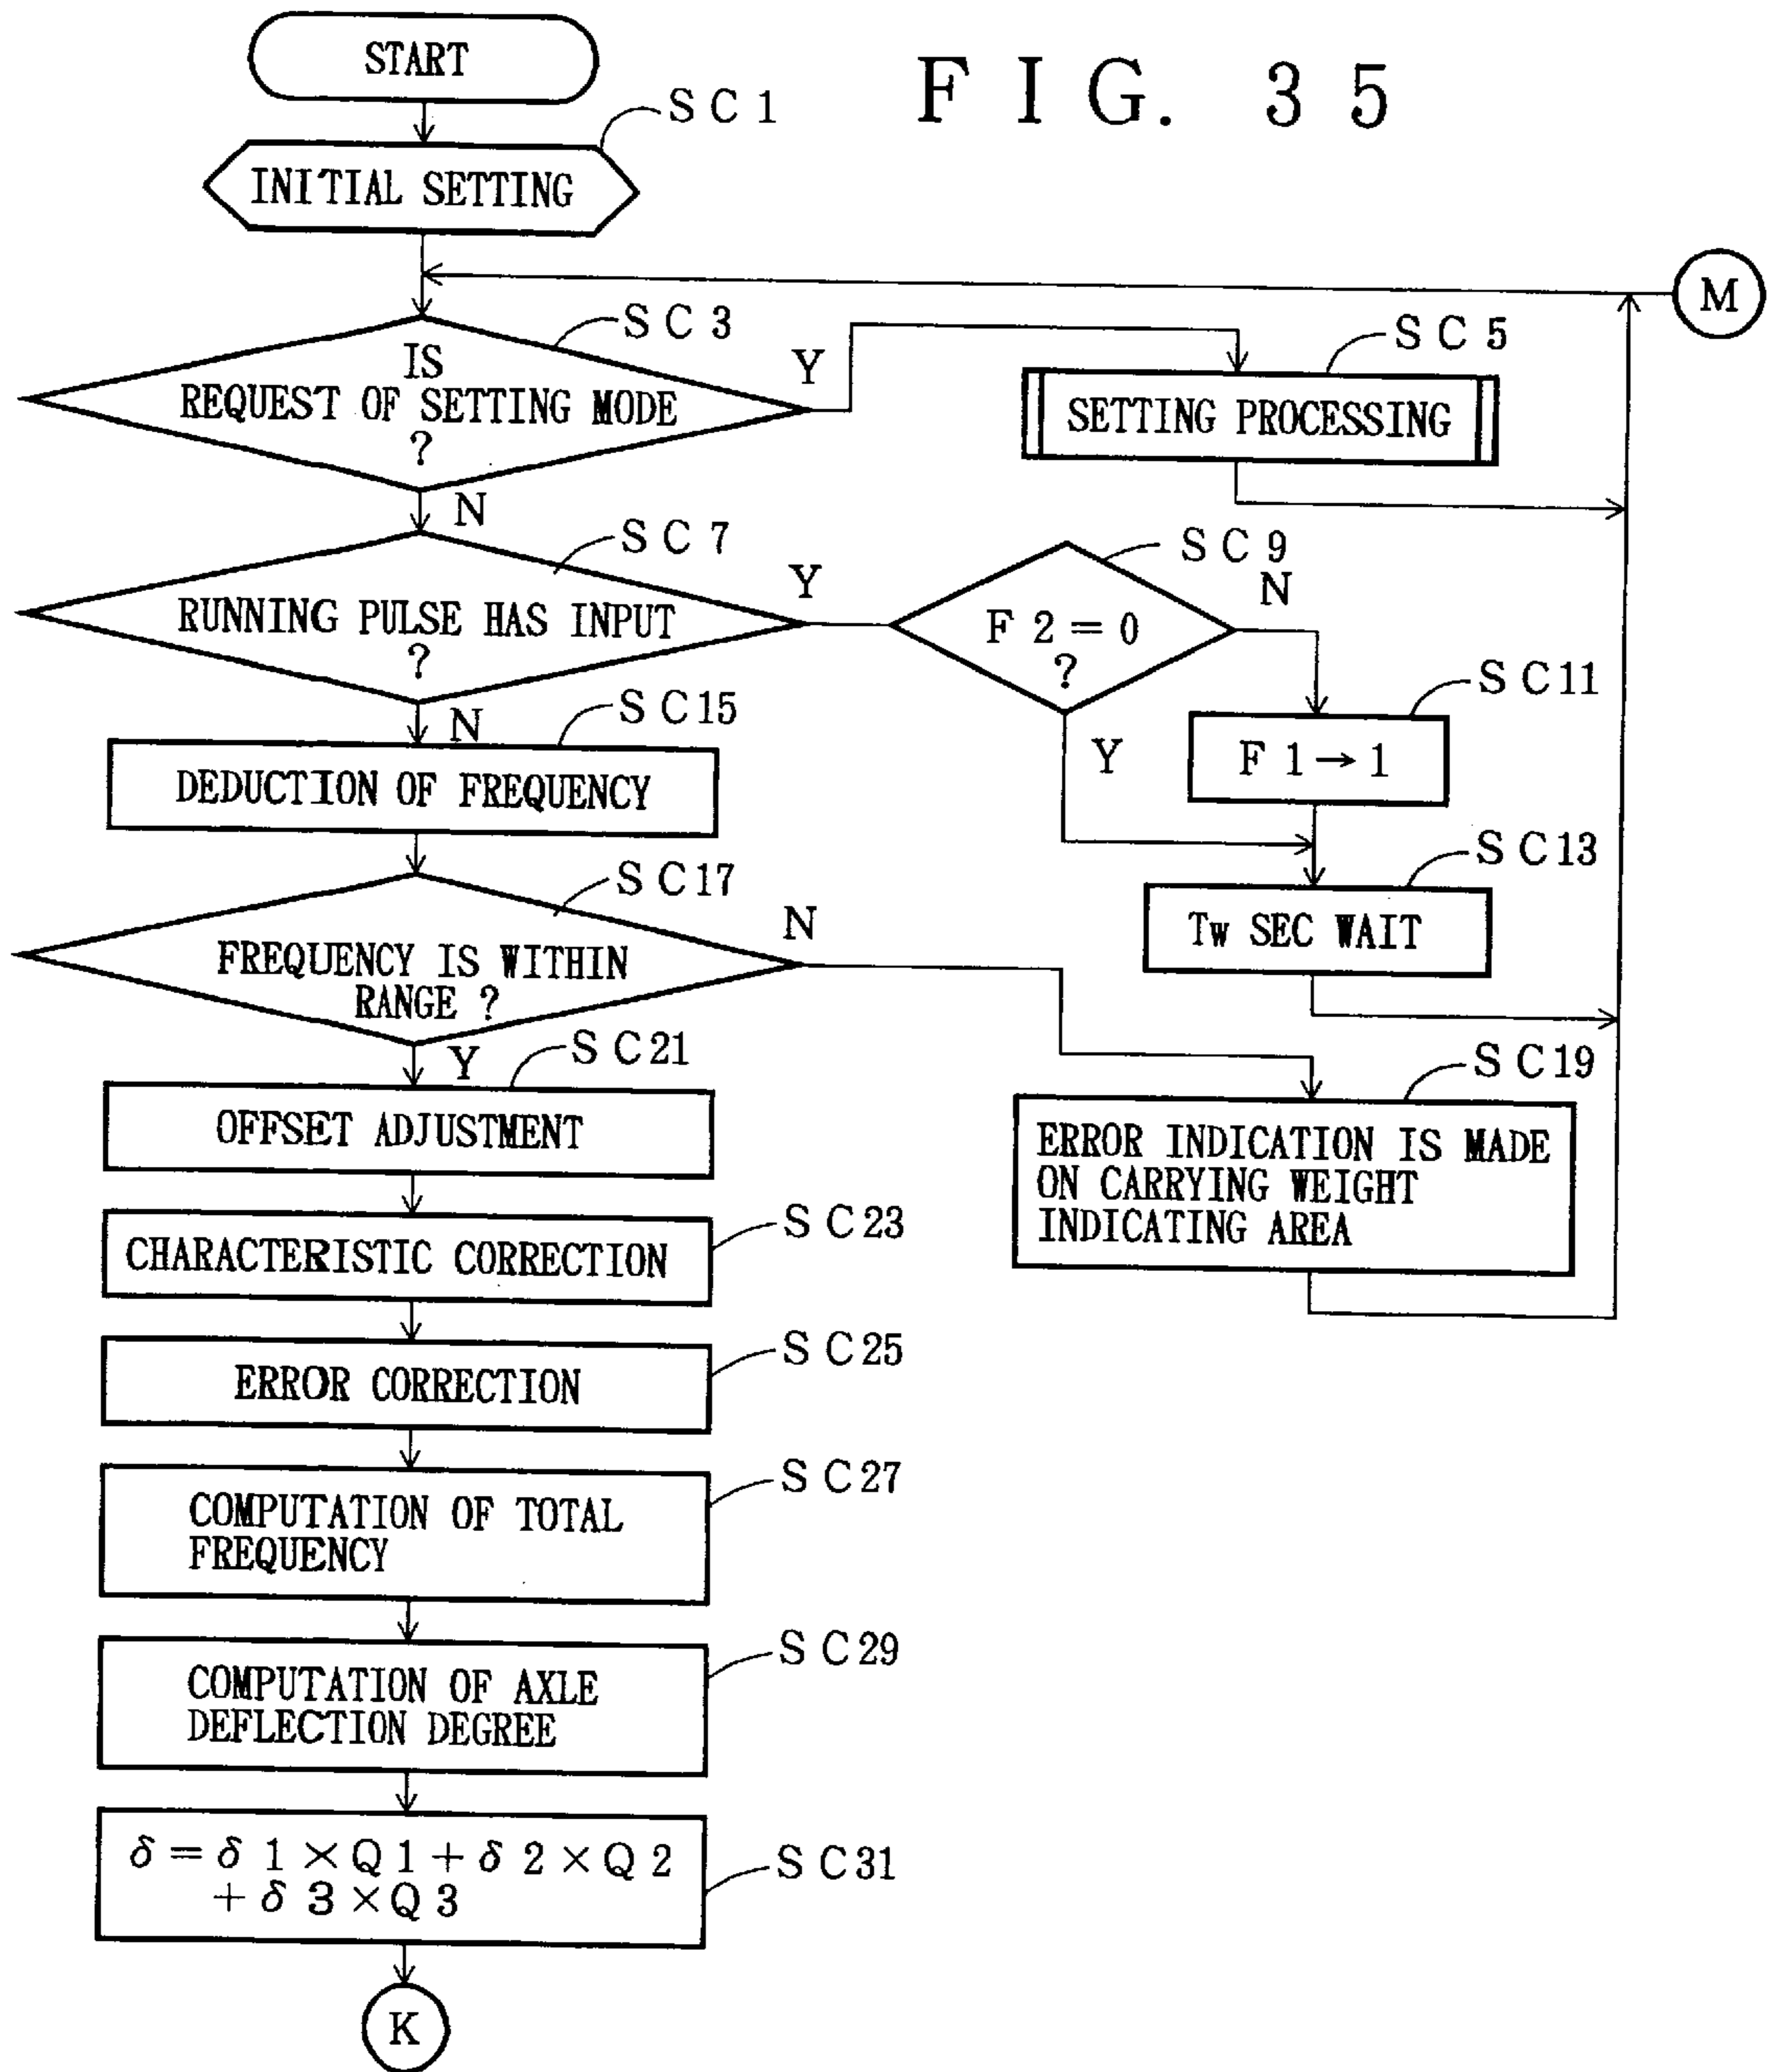 START
F I G. 3 5
SC1
INITIAL SETTING
M
SC3
IS
REQUEST OF SETTING MODE
?
Y
SC5
SETTING PROCESSING
N
SC7
RUNNING PULSE HAS INPUT
?
Y
SC9
F2=0
?
N
SC11
F1→1
Y
SC13
Tw SEC WAIT
N
SC15
DEDUCTION OF FREQUENCY
SC17
FREQUENCY IS WITHIN
RANGE ?
N
SC19
ERROR INDICATION IS MADE
ON CARRYING WEIGHT
INDICATING AREA
Y
SC21
OFFSET ADJUSTMENT
SC23
CHARACTERISTIC CORRECTION
SC25
ERROR CORRECTION
SC27
COMPUTATION OF TOTAL
FREQUENCY
SC29
COMPUTATION OF AXLE
DEFLECTION DEGREE
SC31
δ=δ1×Q1+δ2×Q2
+δ3×Q3
K